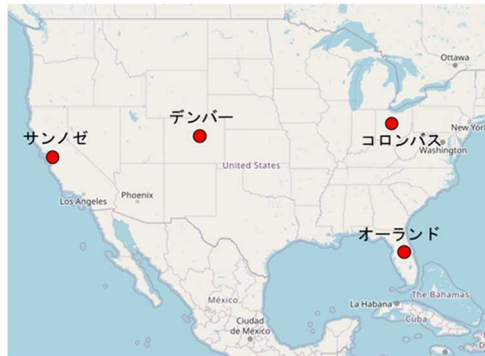 Ottawa
デンバー
サンノゼ
コロンバス
New York
Washington
United States
Phoenix
Los Angeles
オーランド
The Bahamas
México
La Habana
Cuba
Ciudad
de México